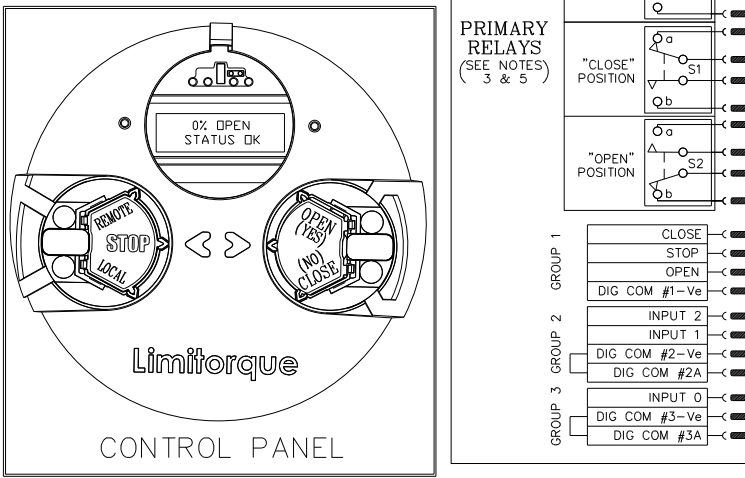 0% OPEN
STATUS OK
REMOTE
STOP
LOCAL
OPEN
(YES)
(NO)
CLOSE
Limitorque
CONTROL PANEL
PRIMARY
RELAYS
(SEE NOTES)
3 & 5
"CLOSE"
POSITION
a
S1
b
"OPEN"
POSITION
a
S2
b
GROUP 1
CLOSE
STOP
OPEN
DIG COM #1-Ve
GROUP 2
INPUT 2
INPUT 1
DIG COM #2-Ve
DIG COM #2A
GROUP 3
INPUT 0
DIG COM #3-Ve
DIG COM #3A